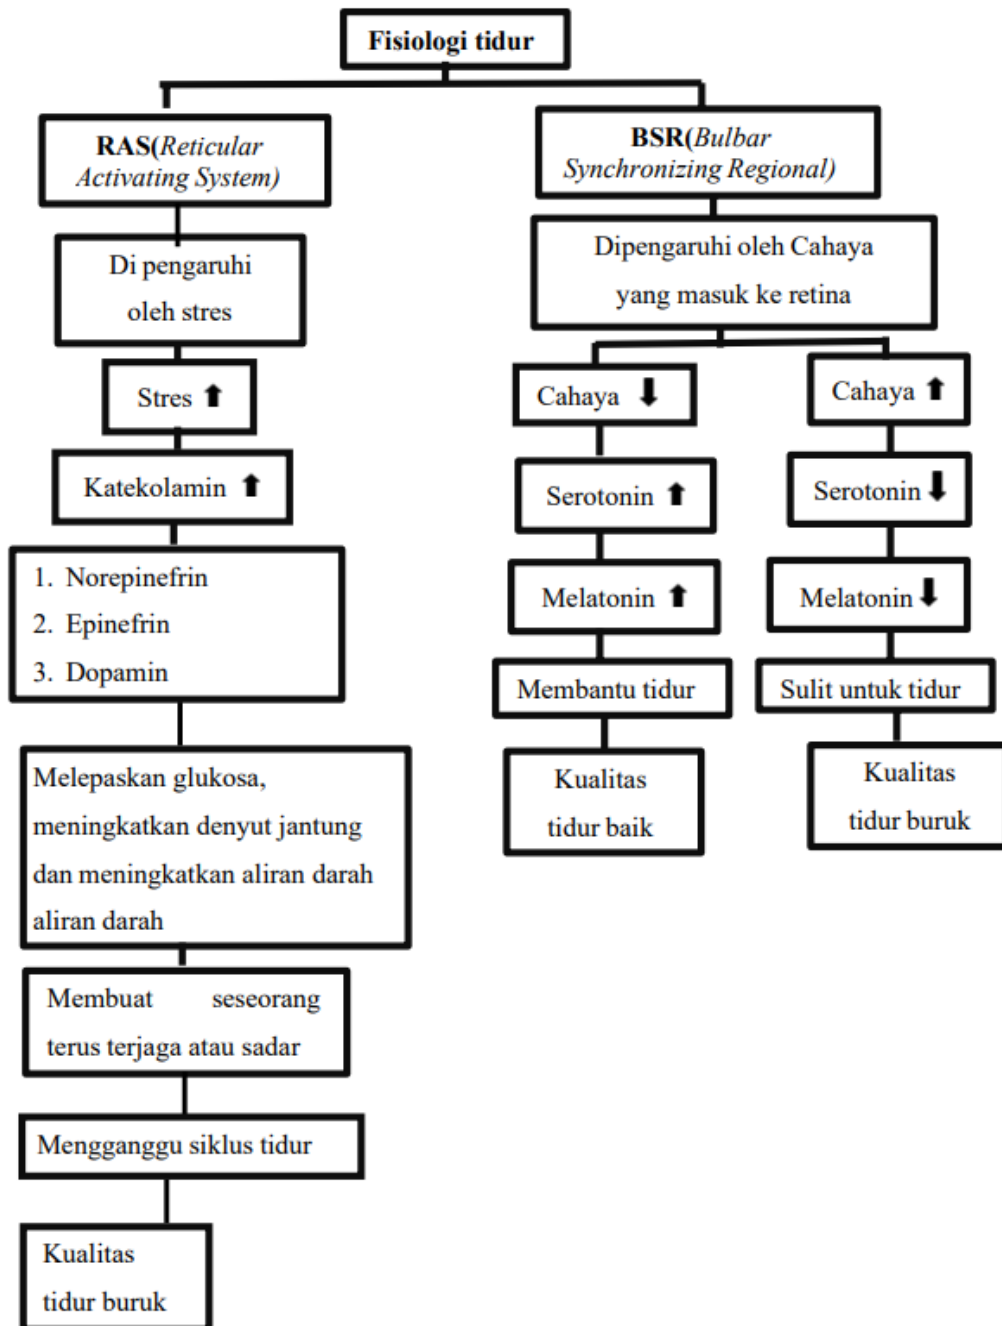 Fisiologi tidur
RAS(Reticular
Activating System)
Di pengaruhi
oleh stres
Stres ⬆
Katekolamin ⬆
1. Norepinefrin
2. Epinefrin
3. Dopamin
Melepaskan glukosa,
meningkatkan denyut jantung
dan meningkatkan aliran darah
aliran darah
Membuat seseorang
terus terjaga atau sadar
Mengganggu siklus tidur
Kualitas
tidur buruk
BSR(Bulbar
Synchronizing Regional)
Dipengaruhi oleh Cahaya
yang masuk ke retina
Cahaya ⬇
Serotonin ⬆
Melatonin ⬆
Membantu tidur
Kualitas
tidur baik
Cahaya ⬆
Serotonin ⬇
Melatonin ⬇
Sulit untuk tidur
Kualitas
tidur buruk